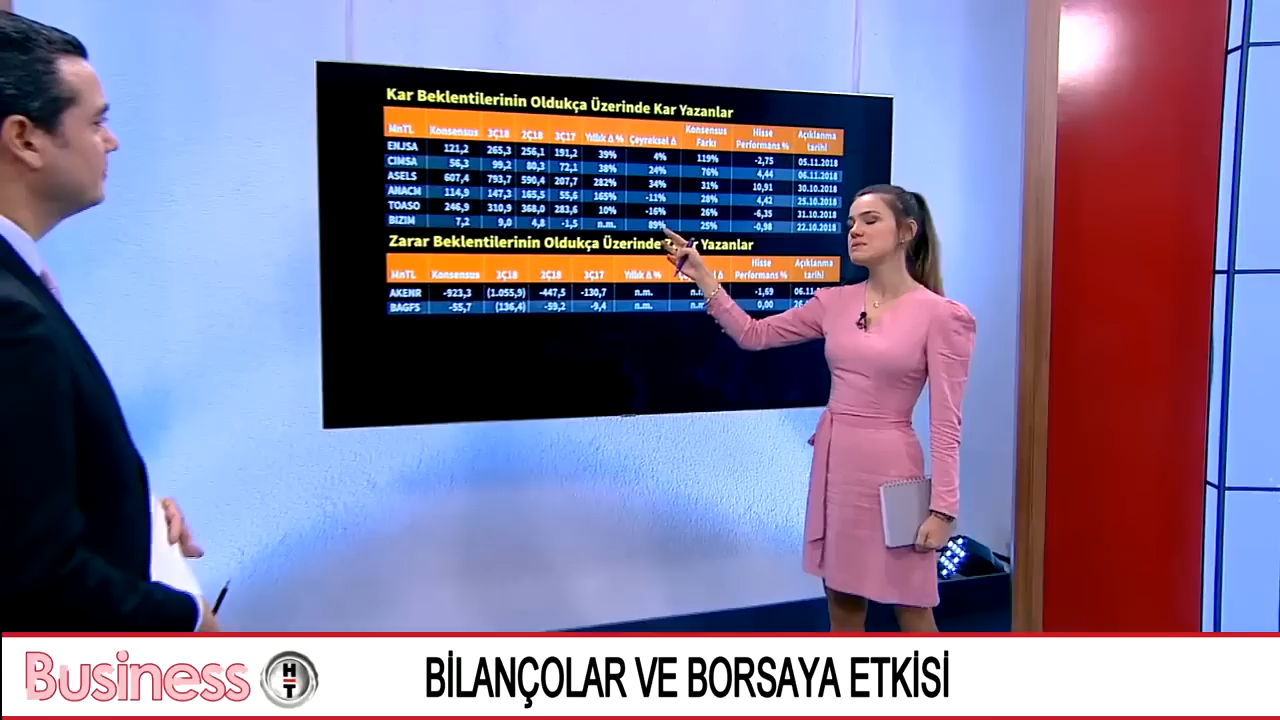 Kar Beklentilerinin Oldukça Üzerinde Kar Yazanlar
MnTL Konsensus 3Ç18 2Ç18 3Ç17 Yıllık Δ % Çeyreksel Δ Konsensus Farkı Hisse Performans % Açıklanma tarihi
ENJSA 121,2 265,3 256,1 191,2 39% 4% 119% -2,75 05.11.2018
CIMSA 56,3 99,2 80,3 72,1 38% 24% 76% 4,44 06.11.2018
ASELS 607,4 793,7 590,4 207,7 282% 34% 31% 10,91 30.10.2018
ANACM 114,9 147,3 165,5 55,6 165% -11% 28% 4,42 25.10.2018
TOASO 246,9 310,9 368,0 283,6 10% -16% 26% -6,35 31.10.2018
BIZIM 7,2 9,0 4,8 -1,5 n.m. 89% 25% -0,98 22.10.2018
Zarar Beklentilerinin Oldukça Üzerinde Yazanlar
MnTL Konsensus 3Ç18 2Ç18 3Ç17 Yıllık Δ % Δ Hisse Performans % Açıklanma tarihi
AKENR -923,3 (1.055,9) -447,5 -130,7 n.m. -1,69 06.11
BAGFS -55,7 (136,4) -59,2 -9,4 n.m. 0,00 26
Business HT BİLANÇOLAR VE BORSAYA ETKİSİ